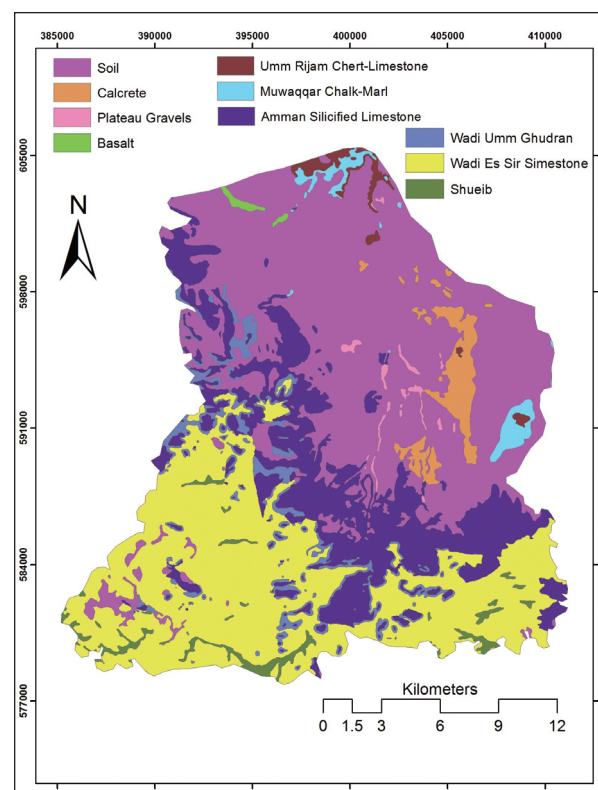 385000 390000 395000 400000 405000 410000
Soil
Calcrete
Plateau Gravels
Basalt
Umm Rijam Chert-Limestone
Muwaqqar Chalk-Marl
Amman Silicified Limestone
Wadi Umm Ghudran
Wadi Es Sir Simestone
Shueib
N
605000
598000
591000
584000
577000
Kilometers
0 1.5 3 6 9 12